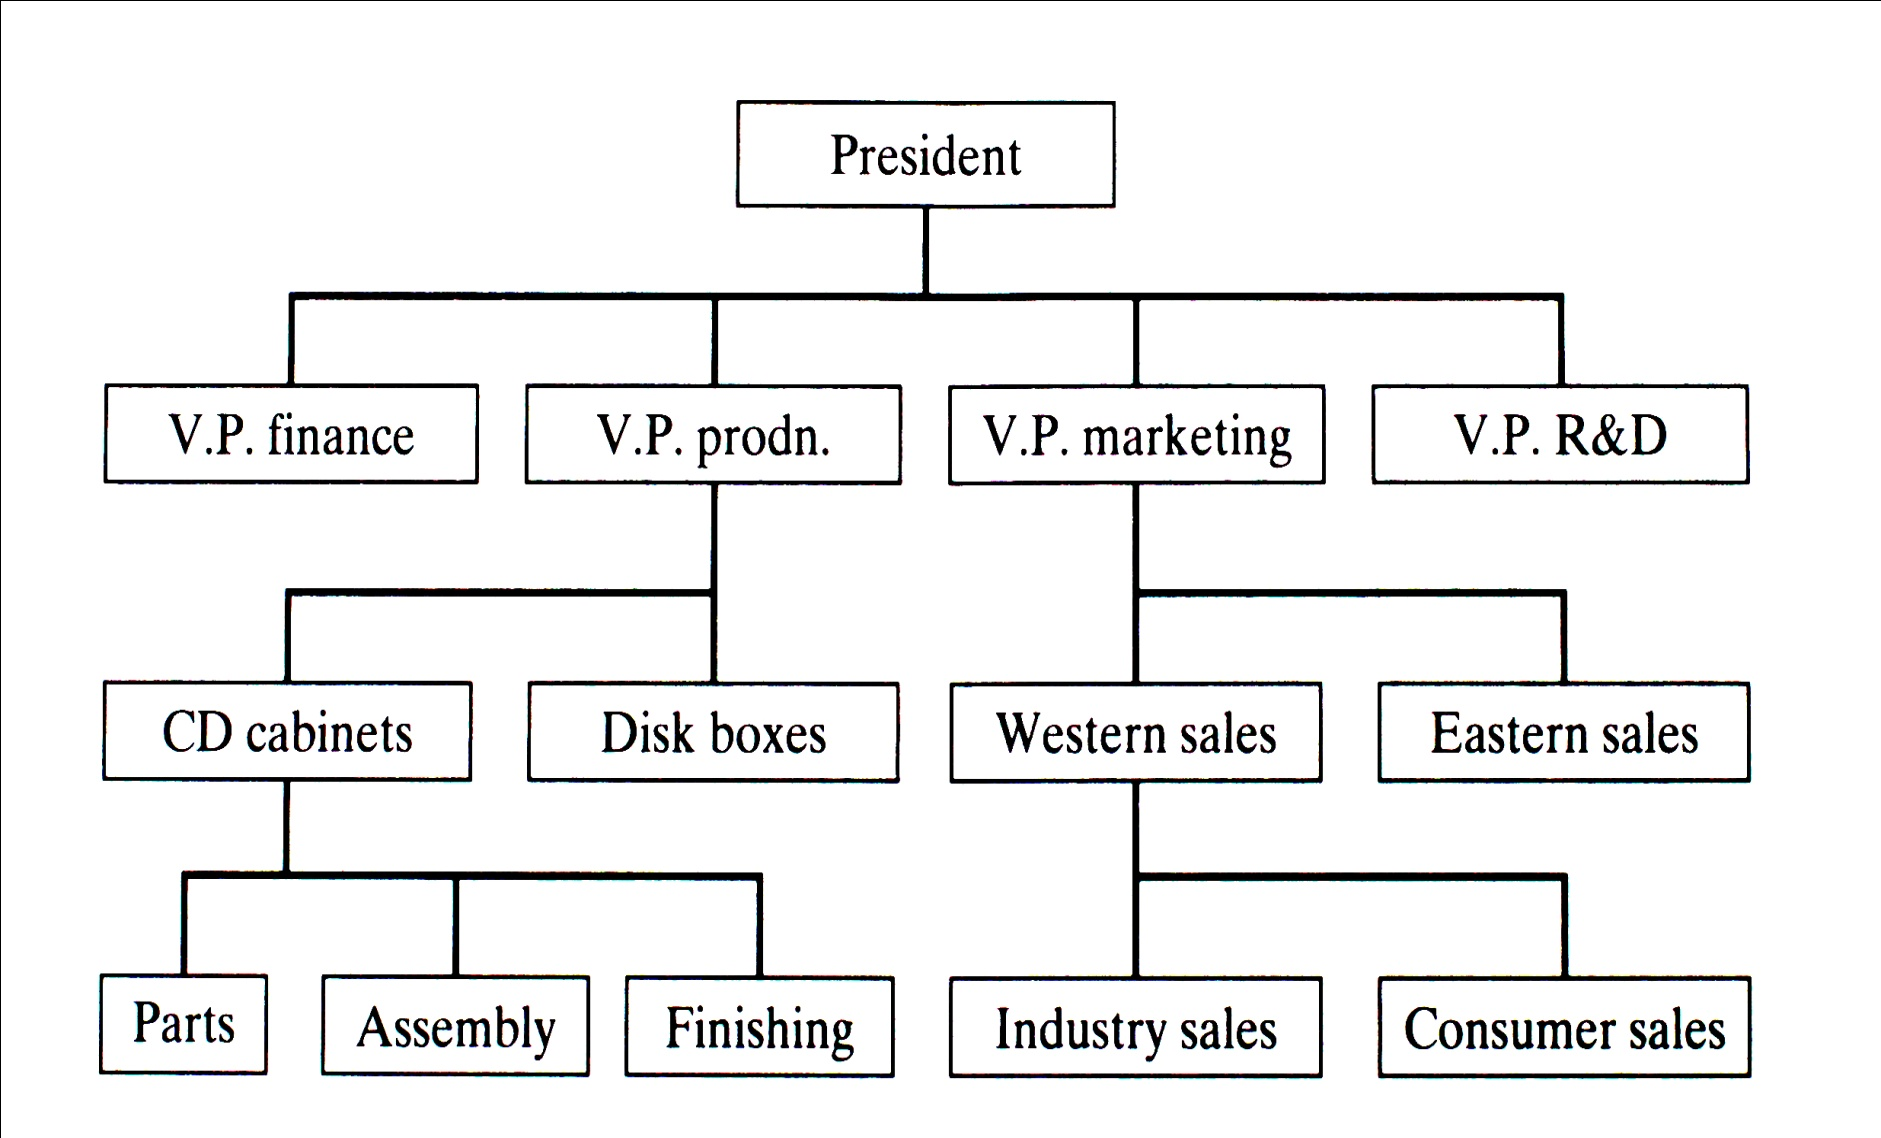 President
V.P. finance
V.P. prodn.
V.P. marketing
V.P. R&D
CD cabinets
Disk boxes
Western sales
Eastern sales
Parts
Assembly
Finishing
Industry sales
Consumer sales